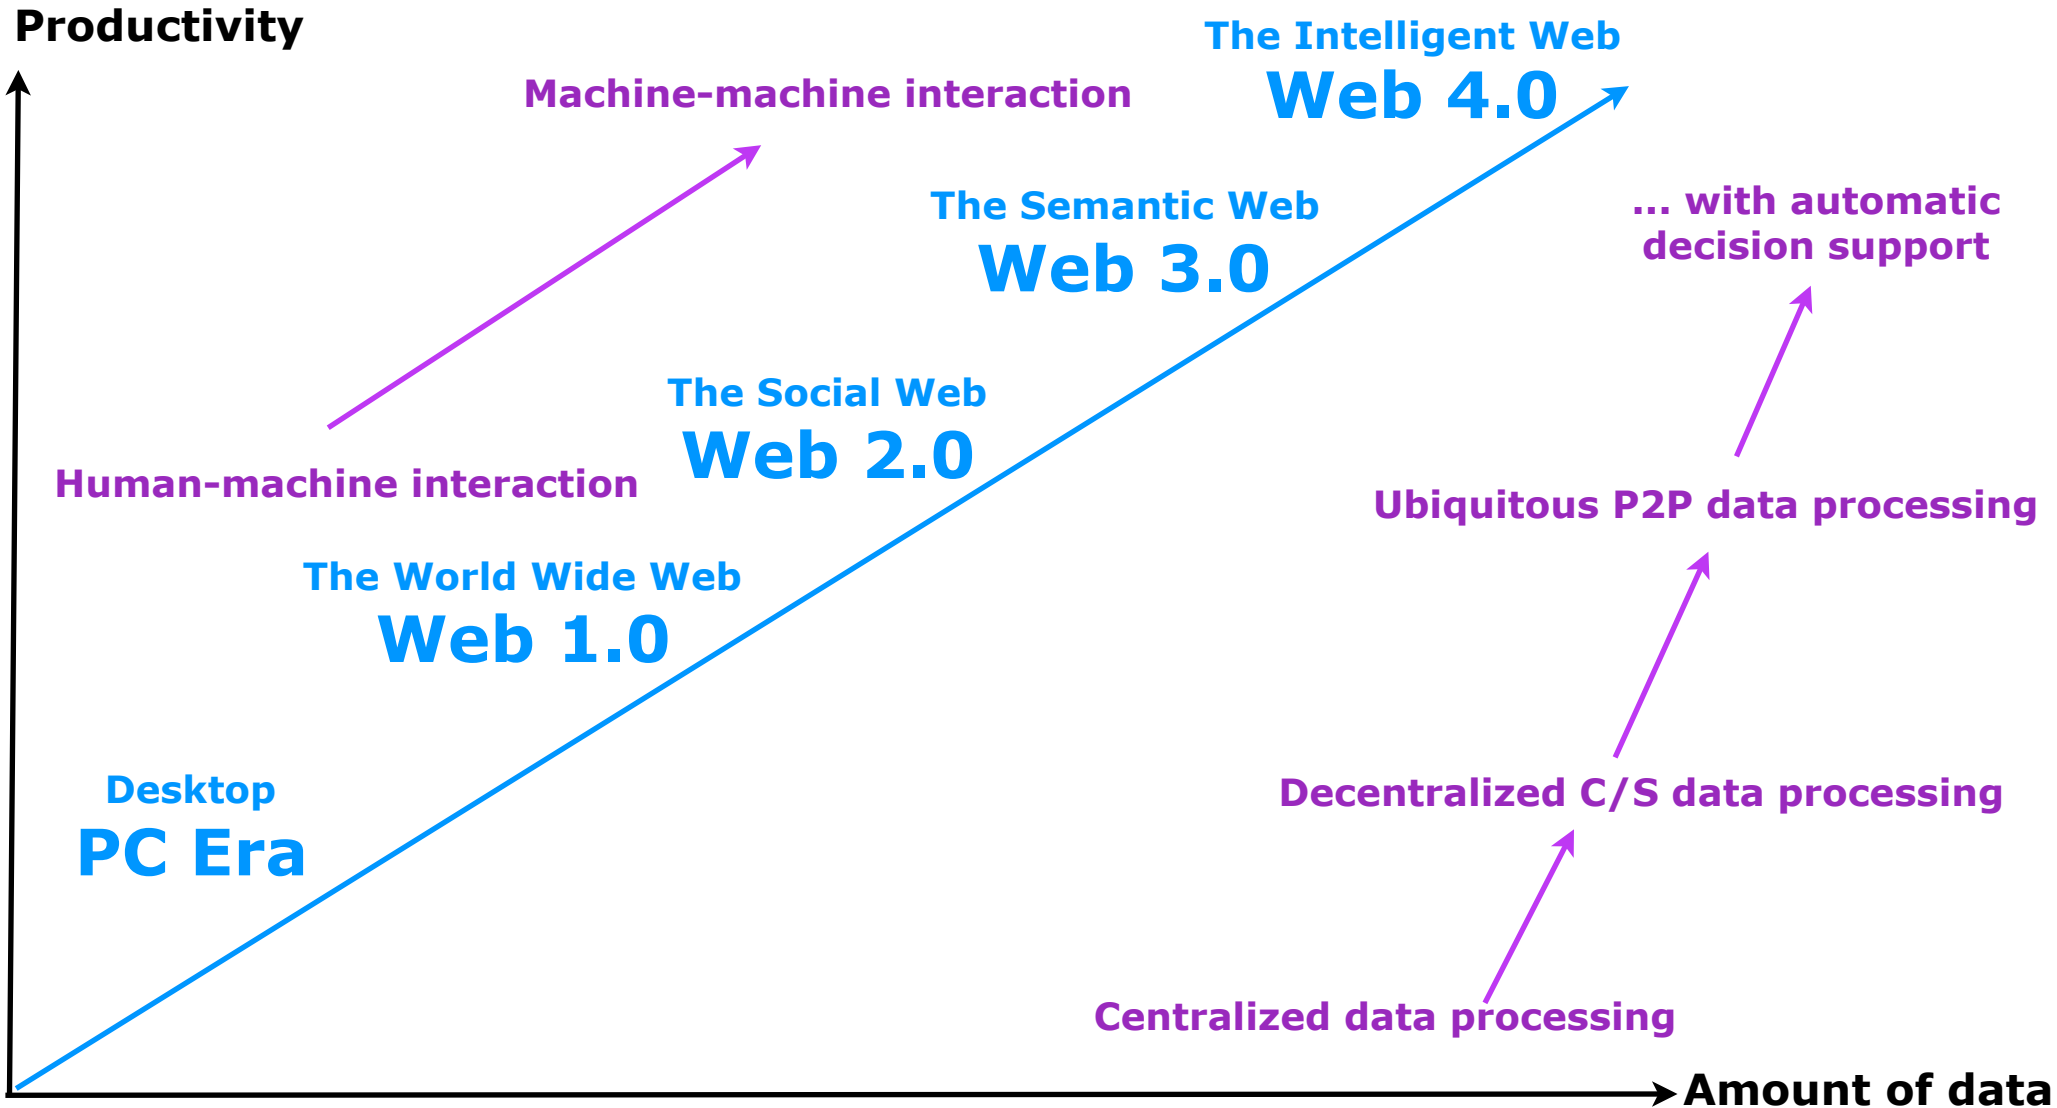 Productivity
The Intelligent Web
Web 4.0
Machine-machine interaction
The Semantic Web
Web 3.0
... with automatic
decision support
The Social Web
Web 2.0
Human-machine interaction
Ubiquitous P2P data processing
The World Wide Web
Web 1.0
Desktop
PC Era
Decentralized C/S data processing
Centralized data processing
Amount of data